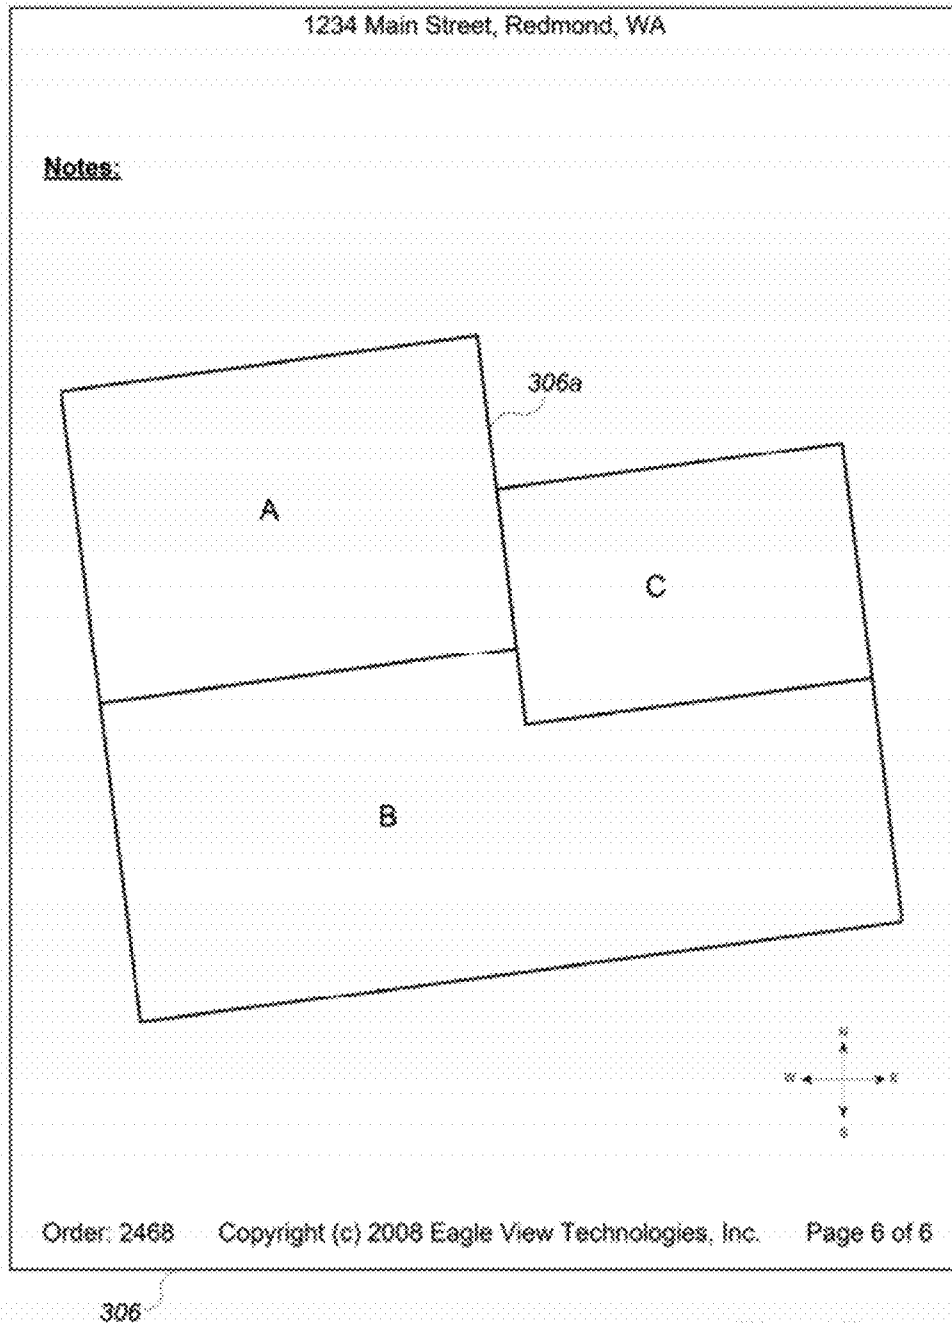 1234 Main Street, Redmond, WA
Notes:
306a
A
C
B
N
W E
S
Order: 2468 Copyright (c) 2008 Eagle View Technologies, Inc. Page 6 of 6
306